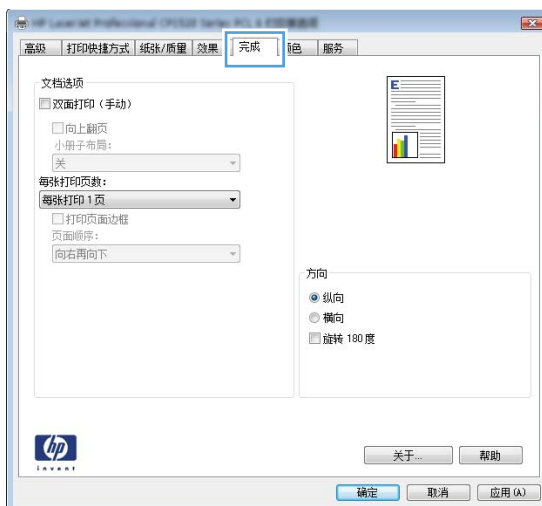 高级 打印快捷方式 纸张/质量 效果 完成 颜色 服务
文档选项
双面打印（手动）
向上翻页
小册子布局：
关
每张打印页数：
每张打印 1 页
打印页面边框
页面顺序：
向右再向下
E
方向
纵向
横向
旋转 180 度
hp
invent
关于... 帮助
确定 取消 应用(A)